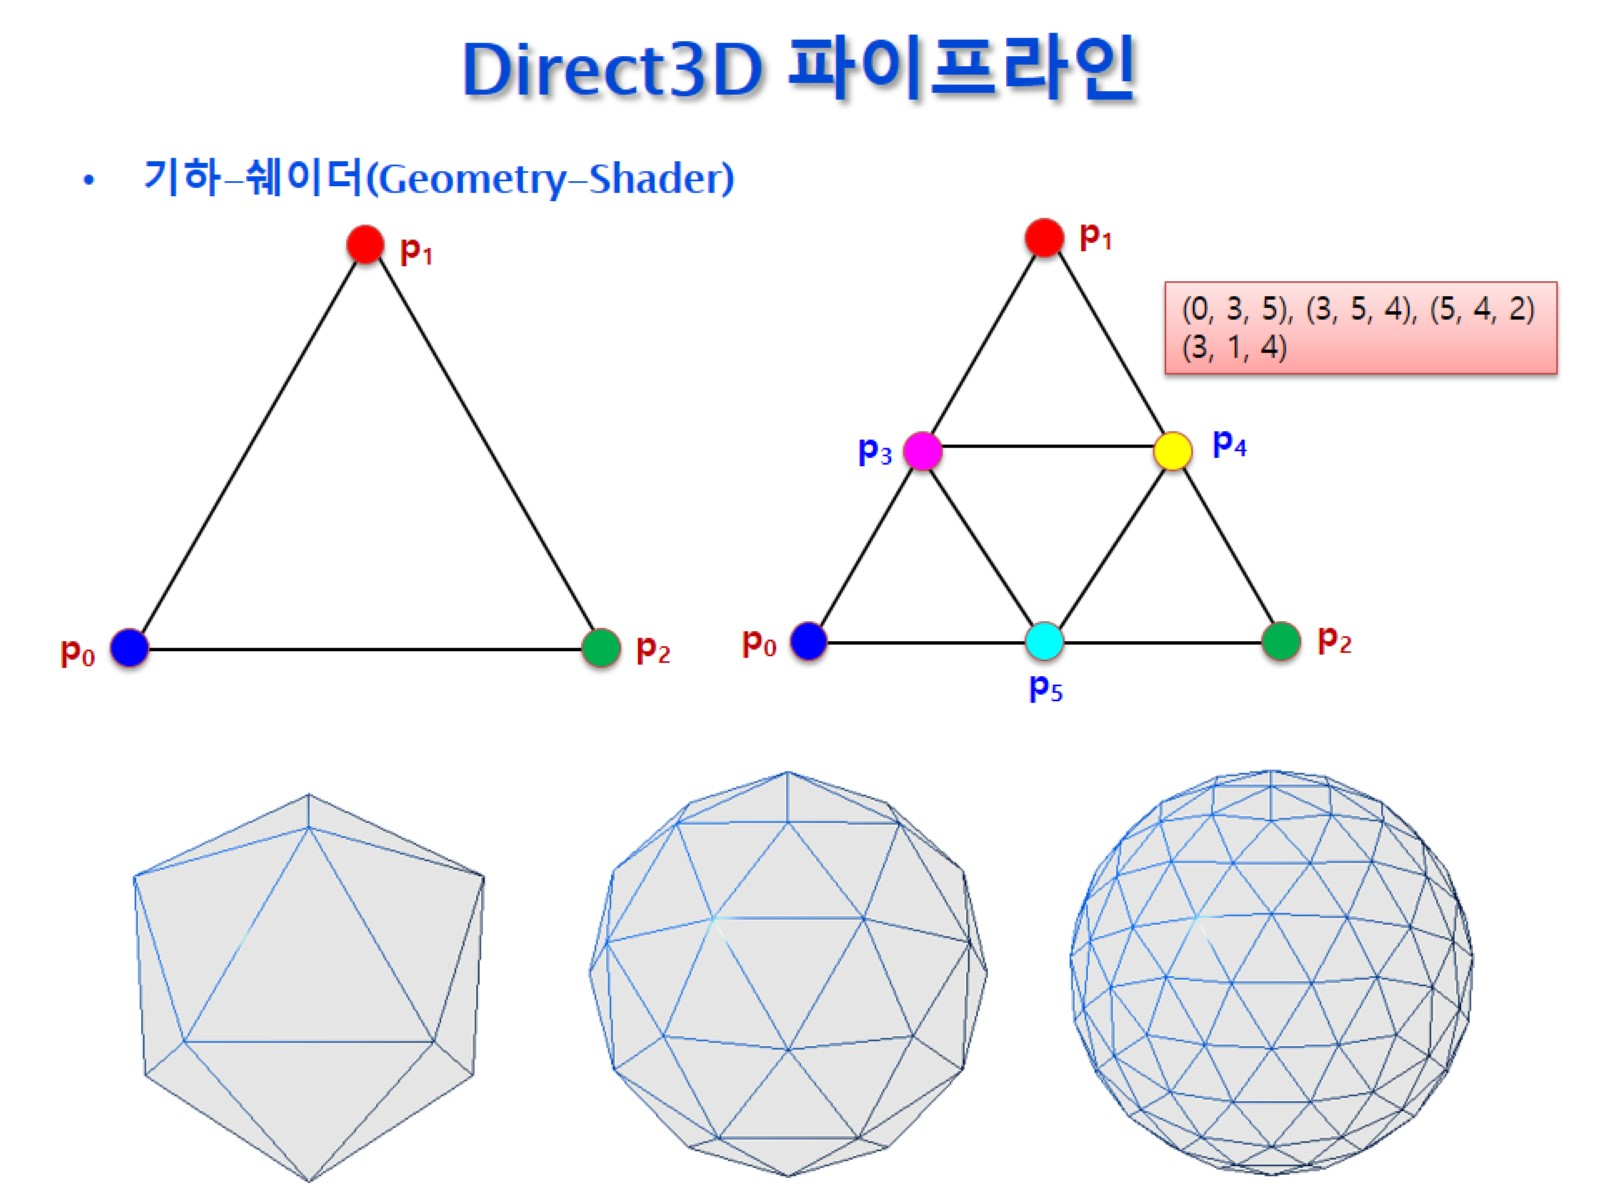 Direct3D 파이프라인
• 기하-쉐이더(Geometry-Shader)
p1
p0
p2
p1
(0, 3, 5), (3, 5, 4), (5, 4, 2)
(3, 1, 4)
p3
p4
p0
p5
p2